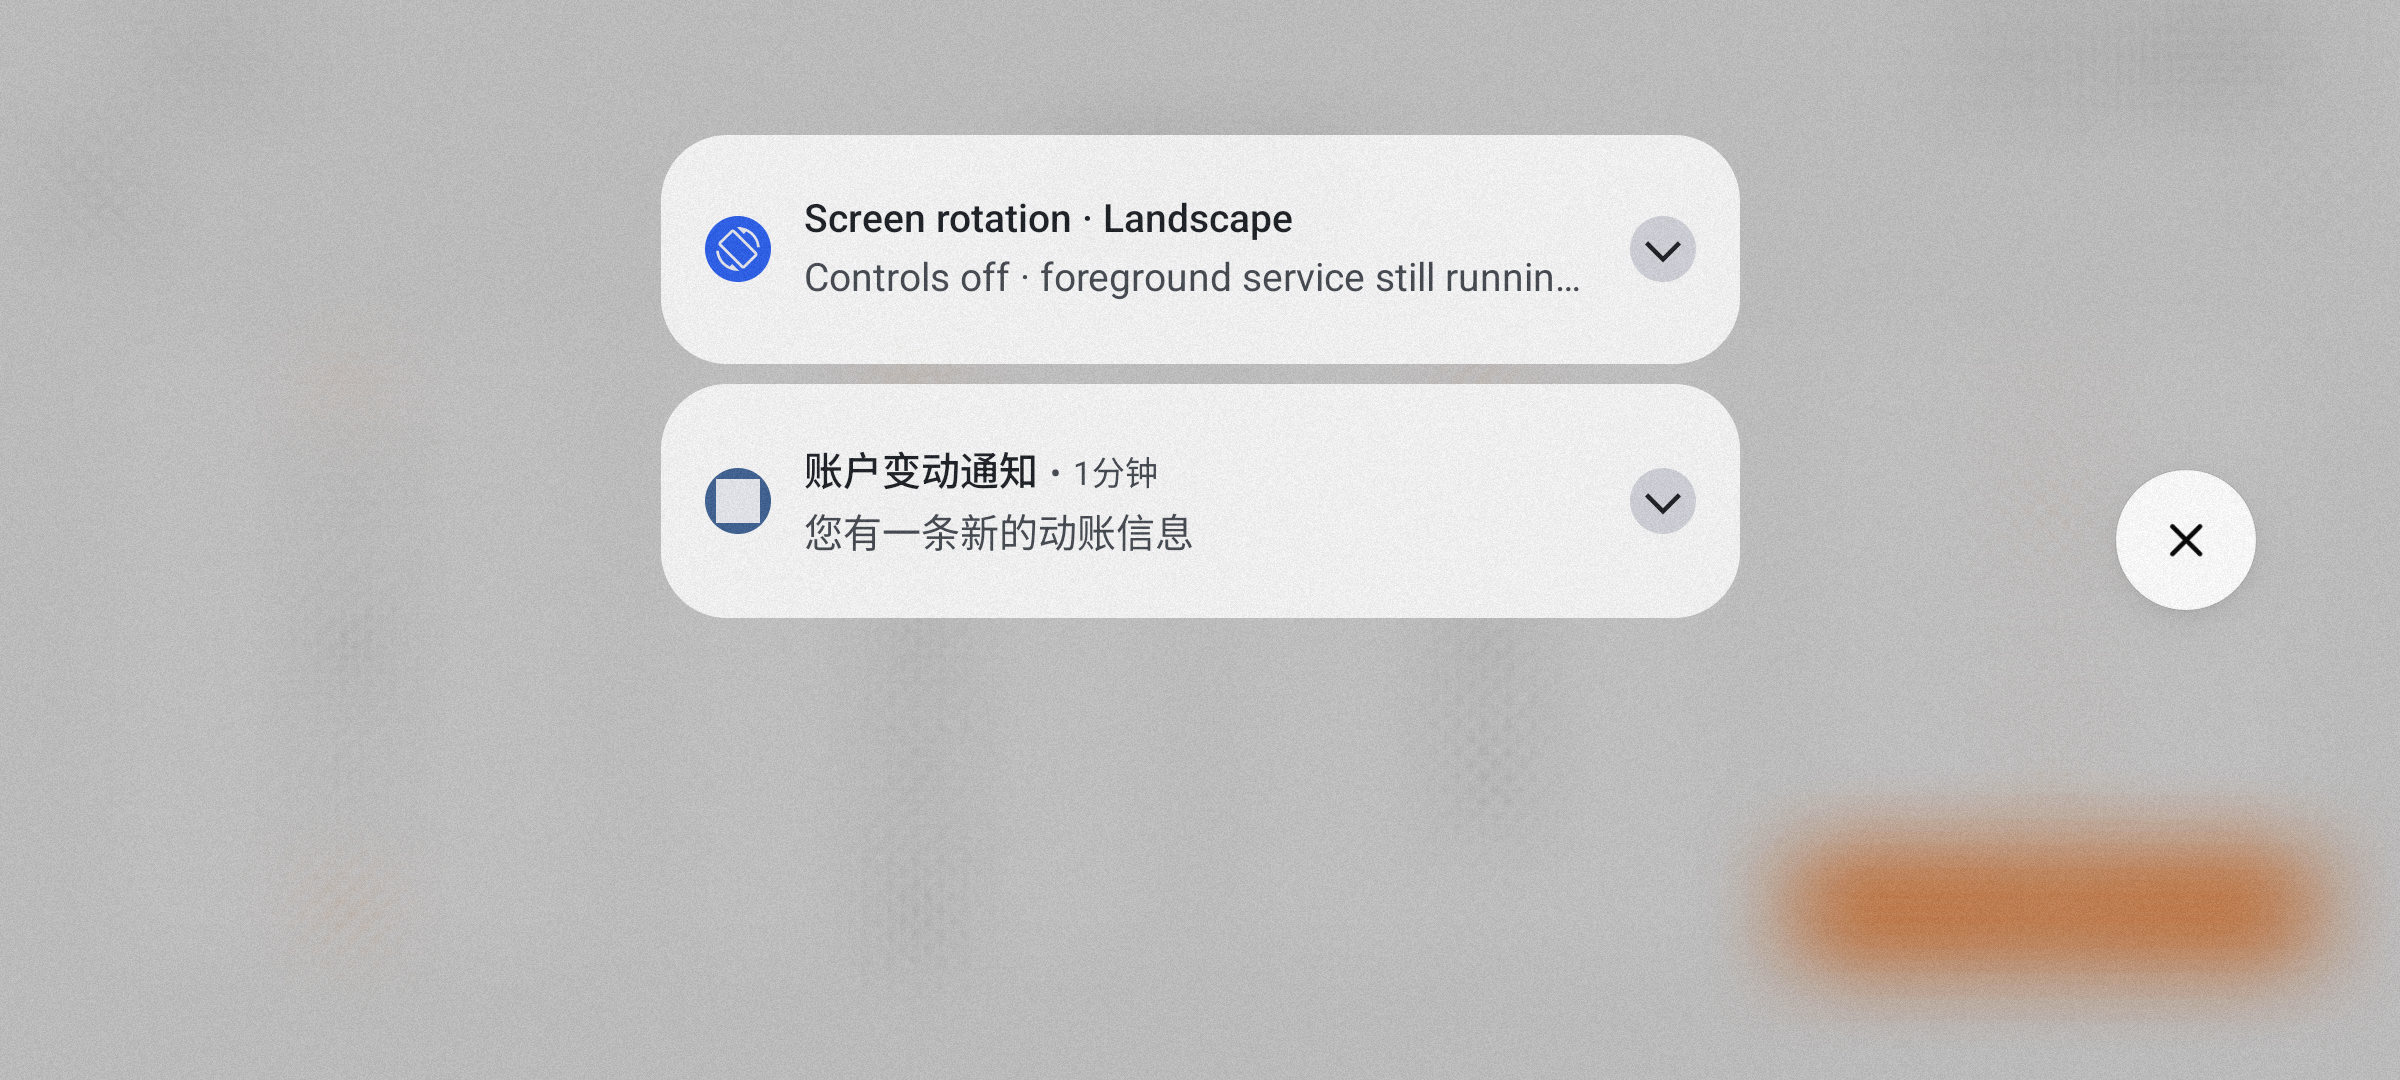 Screen rotation · Landscape
Controls off · foreground service still runnin…
账户变动通知 · 1分钟
您有一条新的动账信息